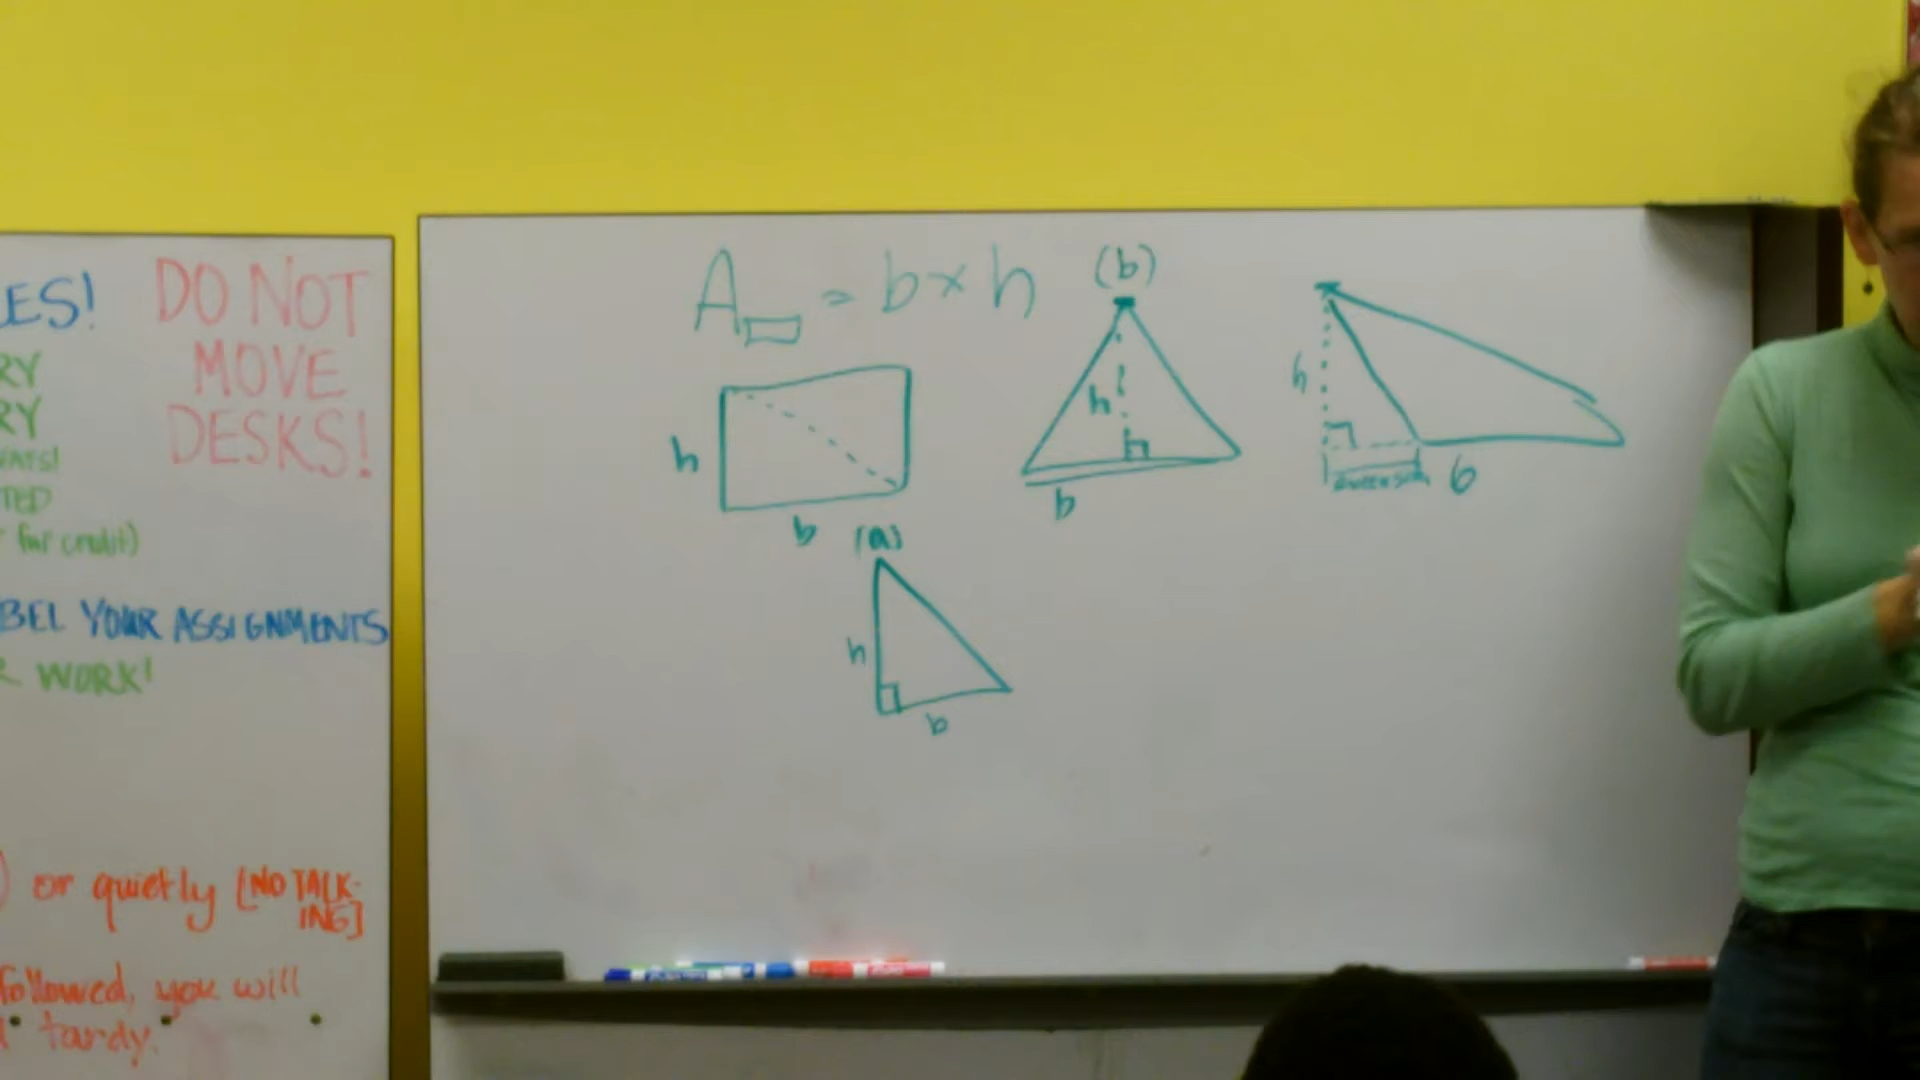 ES!
DO NOT
MOVE
DESKS!
RY
RY
TED
for credit)
BEL YOUR ASSIGNMENTS
R WORK!
or quietly [NO TALK-
ING]
followed, you will
tardy.
A▭ = b × h
h
b
(a)
h
b
(b)
h
b
h
b